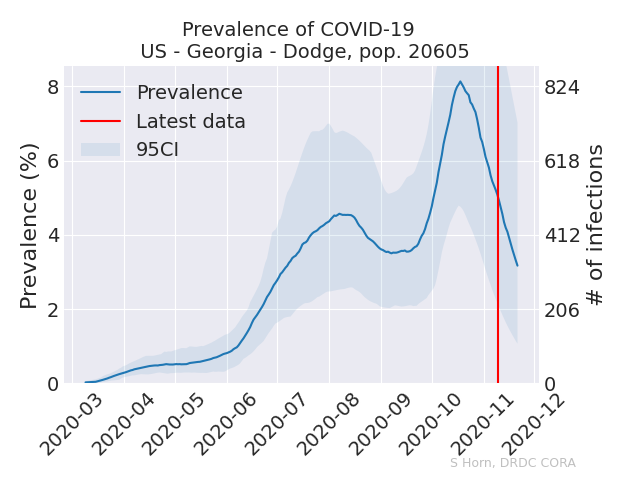 Prevalence of COVID-19
US - Georgia - Dodge, pop. 20605
Prevalence
Latest data
95CI
Prevalence (%)
8
6
4
2
0
824
618
412
206
0
# of infections
2020-03
2020-04
2020-05
2020-06
2020-07
2020-08
2020-09
2020-10
2020-11
2020-12
S Horn, DRDC CORA